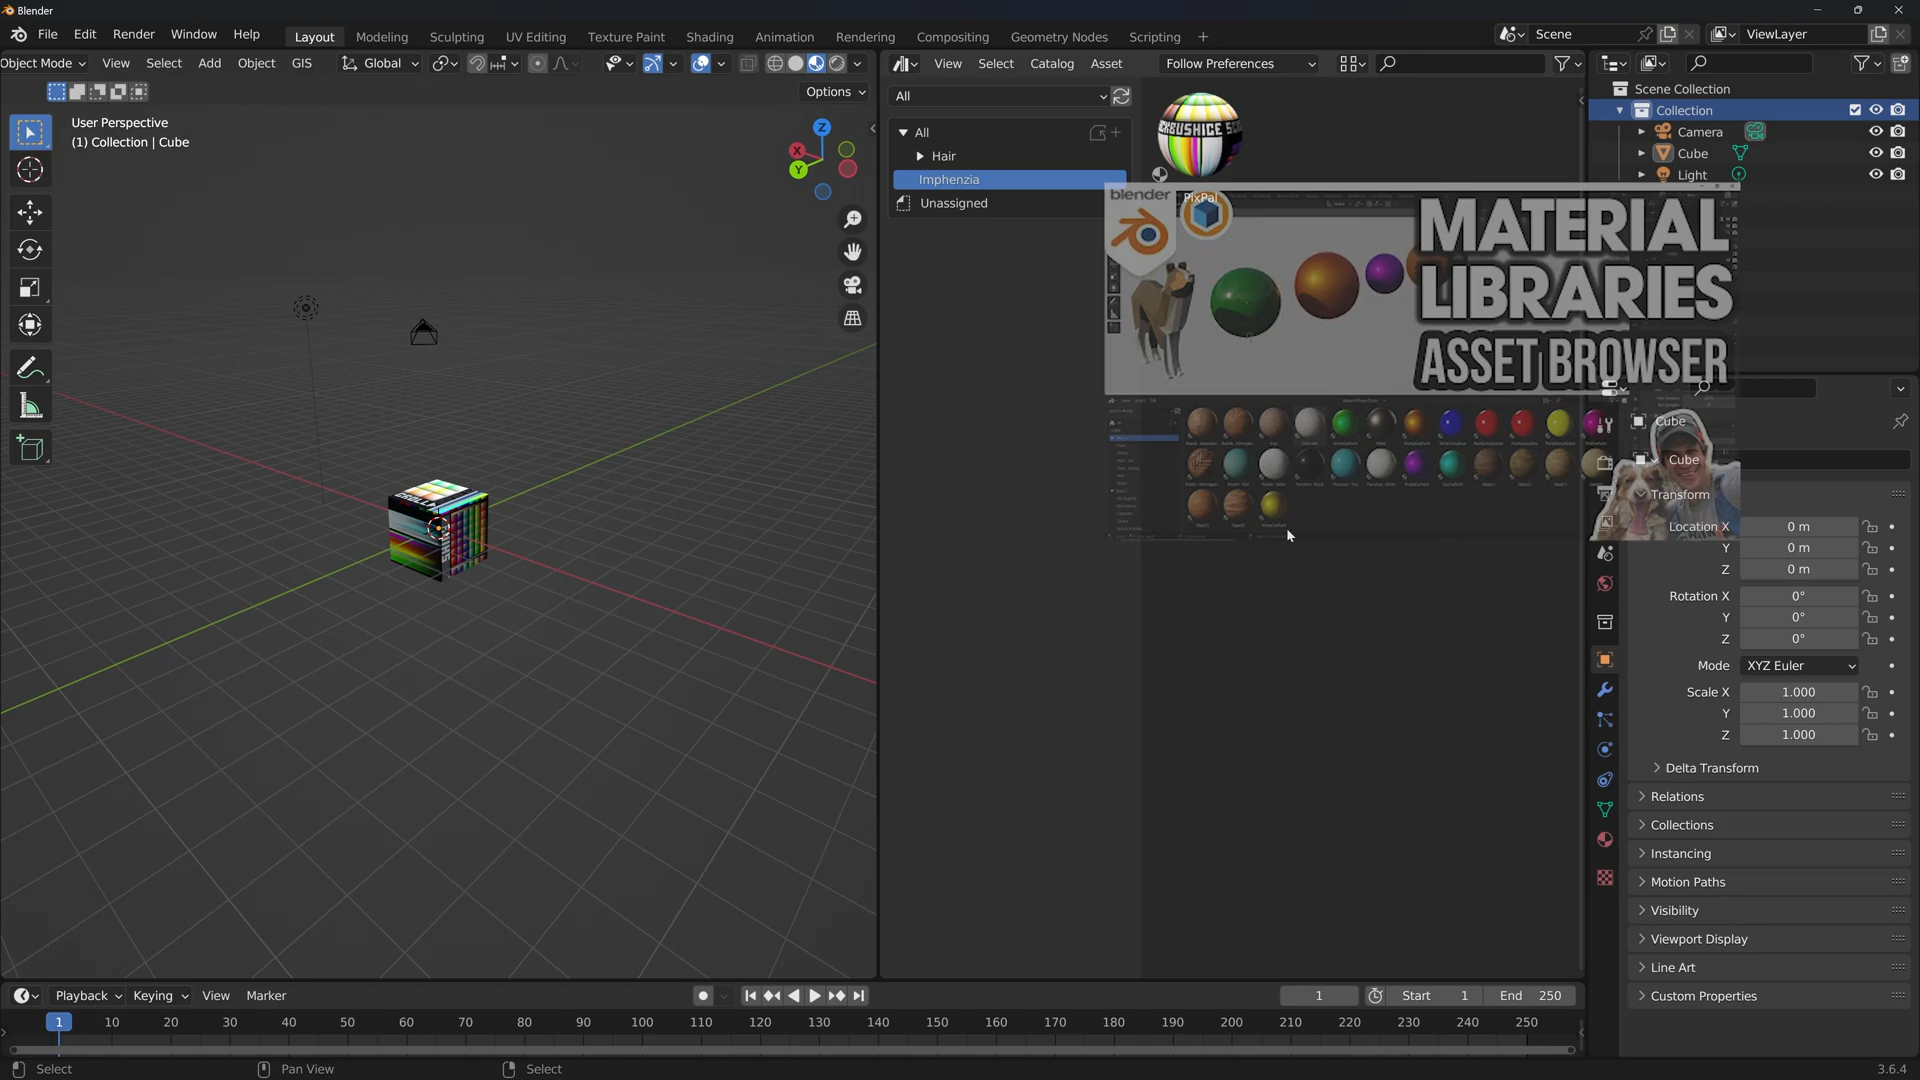 Blender
File Edit Render Window Help
Layout Modeling Sculpting UV Editing Texture Paint Shading Animation Rendering Compositing Geometry Nodes Scripting +
Scene
ViewLayer
Object Mode View Select Add Object GIS Global
View Select Catalog Asset Follow Preferences
Options
User Perspective
(1) Collection | Cube
X
Y
Z
All
All
Hair
Imphenzia
Unassigned
PixPal
blender
MATERIAL
LIBRARIES
ASSET BROWSER
Scene Collection
Collection
Camera
Cube
Light
Cube
Cube
Transform
Location X 0 m
Y 0 m
Z 0 m
Rotation X 0°
Y 0°
Z 0°
Mode XYZ Euler
Scale X 1.000
Y 1.000
Z 1.000
Delta Transform
Relations
Collections
Instancing
Motion Paths
Visibility
Viewport Display
Line Art
Custom Properties
Playback Keying View Marker
1 Start 1 End 250
1 10 20 30 40 50 60 70 80 90 100 110 120 130 140 150 160 170 180 190 200 210 220 230 240 250
Select Pan View Select
3.6.4